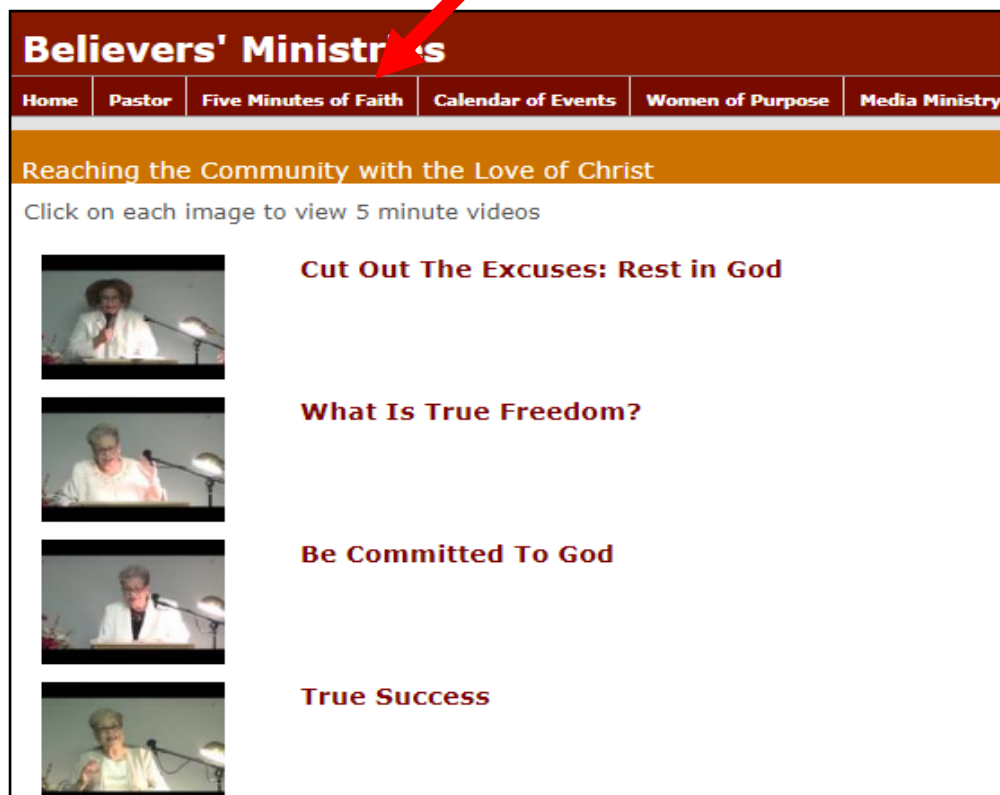 Believers' Ministries
Home Pastor Five Minutes of Faith Calendar of Events Women of Purpose Media Ministry
Reaching the Community with the Love of Christ
Click on each image to view 5 minute videos
Cut Out The Excuses: Rest in God
What Is True Freedom?
Be Committed To God
True Success